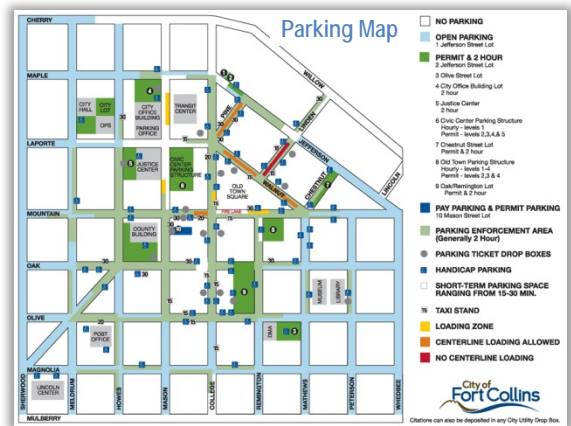 Parking Map
CHERRY
MAPLE
LAPORTE
MOUNTAIN
OAK
OLIVE
MAGNOLIA
MULBERRY
SHERWOOD
MELDRUM
HOWES
MASON
COLLEGE
REMINGTON
MATHEWS
PETERSON
WHEDBEE
WILLOW
LINDEN
PINE
JEFFERSON
LINCOLN
WALNUT
CHESTNUT
CITY HALL
CITY LOT
OPS
CITY OFFICE BUILDING
PARKING OFFICE
TRANSIT CENTER
JUSTICE CENTER
CIVIC CENTER PARKING STRUCTURE
OLD TOWN SQUARE
FIRE LANE
COUNTY BUILDING
POST OFFICE
LINCOLN CENTER
MUSEUM
LIBRARY
DMA
NO PARKING
OPEN PARKING
1 Jefferson Street Lot
PERMIT & 2 HOUR
2 Jefferson Street Lot
3 Olive Street Lot
4 City Office Building Lot
2 hour
5 Justice Center
2 hour
6 Civic Center Parking Structure
Hourly - levels 1
Permit - levels 2,3,4,& 5
7 Chestnut Street Lot
Permit & 2 hour
8 Old Town Parking Structure
Hourly - levels 1-4
Permit - levels 2,3 & 4
9 Oak/Remington Lot
Permit & 2 hour
PAY PARKING & PERMIT PARKING
10 Mason Street Lot
PARKING ENFORCEMENT AREA
(Generally 2 Hour)
PARKING TICKET DROP BOXES
HANDICAP PARKING
SHORT-TERM PARKING SPACE
RANGING FROM 15-30 MIN.
TAXI STAND
LOADING ZONE
CENTERLINE LOADING ALLOWED
NO CENTERLINE LOADING
City of
Fort Collins
Citations can also be deposited in any City Utility Drop Box.